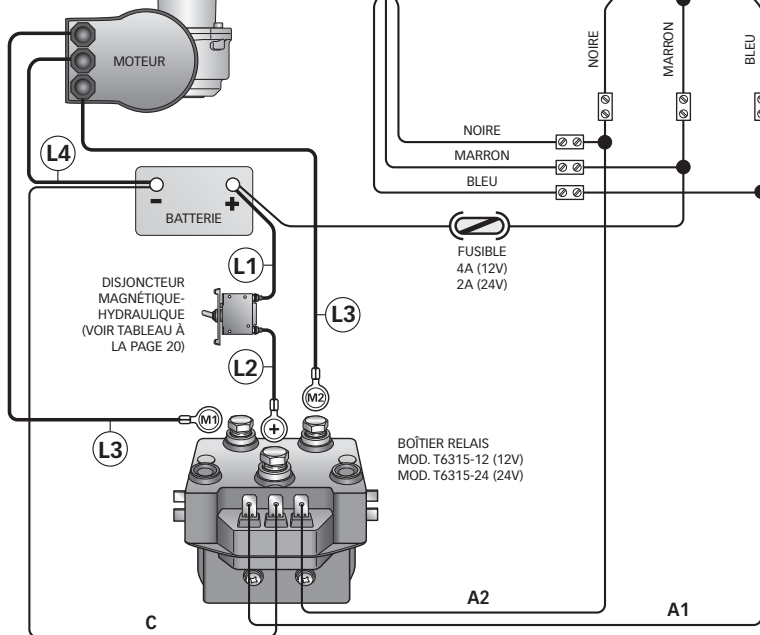 MOTEUR
L4
-
+
BATTERIE
L1
DISJONCTEUR
MAGNÉTIQUE-
HYDRAULIQUE
(VOIR TABLEAU À
LA PAGE 20)
L2
L3
M1
+
M2
L3
BOÎTIER RELAIS
MOD. T6315-12 (12V)
MOD. T6315-24 (24V)
NOIRE
MARRON
BLEU
NOIRE
MARRON
BLEU
FUSIBLE
4A (12V)
2A (24V)
C
A2
A1